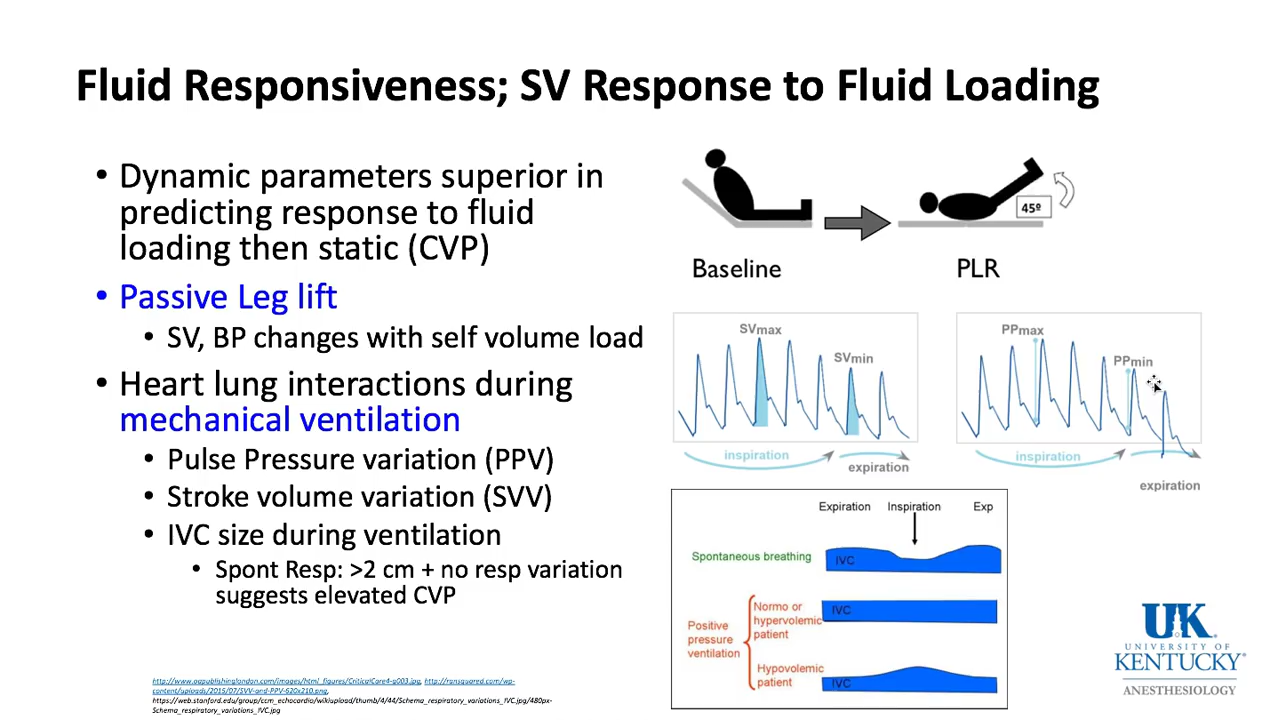 Fluid Responsiveness; SV Response to Fluid Loading
• Dynamic parameters superior in
predicting response to fluid
loading then static (CVP)
• Passive Leg lift
• SV, BP changes with self volume load
• Heart lung interactions during
mechanical ventilation
• Pulse Pressure variation (PPV)
• Stroke volume variation (SVV)
• IVC size during ventilation
• Spont Resp: >2 cm + no resp variation
suggests elevated CVP
http://www.oapublishinglondon.com/images/html_figures/CriticalCare4-g003.jpg, http://ransquared.com/wp-
content/uploads/2015/07/SVV-and-PPV-620x210.png,
https://web.stanford.edu/group/ccm_echocardio/wikiupload/thumb/4/44/Schema_respiratory_variations_IVC.jpg/480px-
Schema_respiratory_variations_IVC.jpg
45º
Baseline
PLR
SVmax
SVmin
inspiration
expiration
PPmax
PPmin
inspiration
expiration
Expiration Inspiration Exp
Spontaneous breathing
IVC
Positive
pressure
ventilation
Normo or
hypervolemic
patient
IVC
Hypovolemic
patient
IVC
UK
UNIVERSITY OF
KENTUCKY
ANESTHESIOLOGY